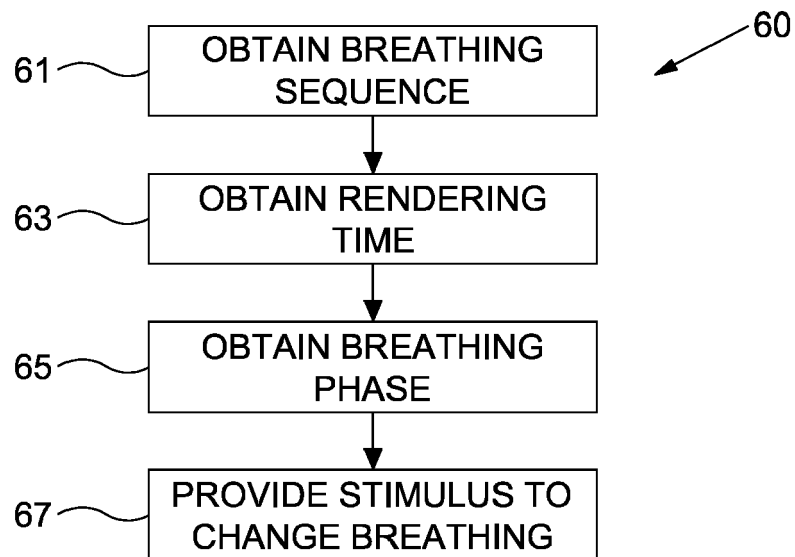 60
61
OBTAIN BREATHING
SEQUENCE
63
OBTAIN RENDERING
TIME
65
OBTAIN BREATHING
PHASE
67
PROVIDE STIMULUS TO
CHANGE BREATHING